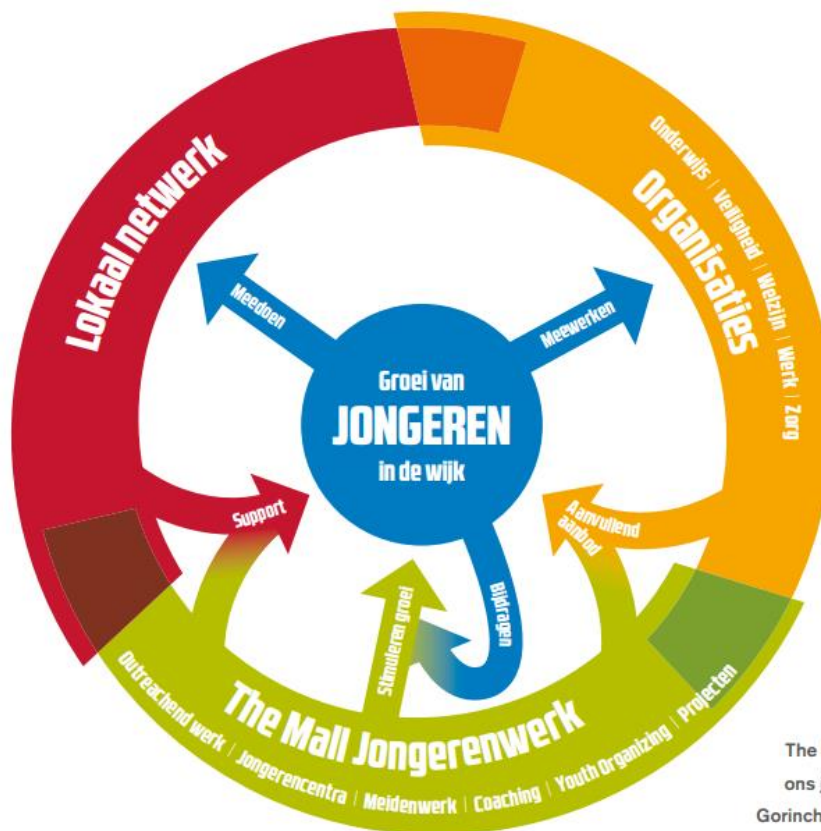 Lokaal netwerk
Organisaties
Onderwijs | Veiligheid | Welzijn | Werk | Zorg
Meedoen
Meewerken
Groei van
JONGEREN
in de wijk
Support
Aanvullend
aanbod
Stimuleren groei
Bijdragen
The Mall Jongerenwerk
Outreachend werk | Jongerencentra | Meidenwerk | Coaching | Youth Organizing | Projecten
The
ons
Gorinch